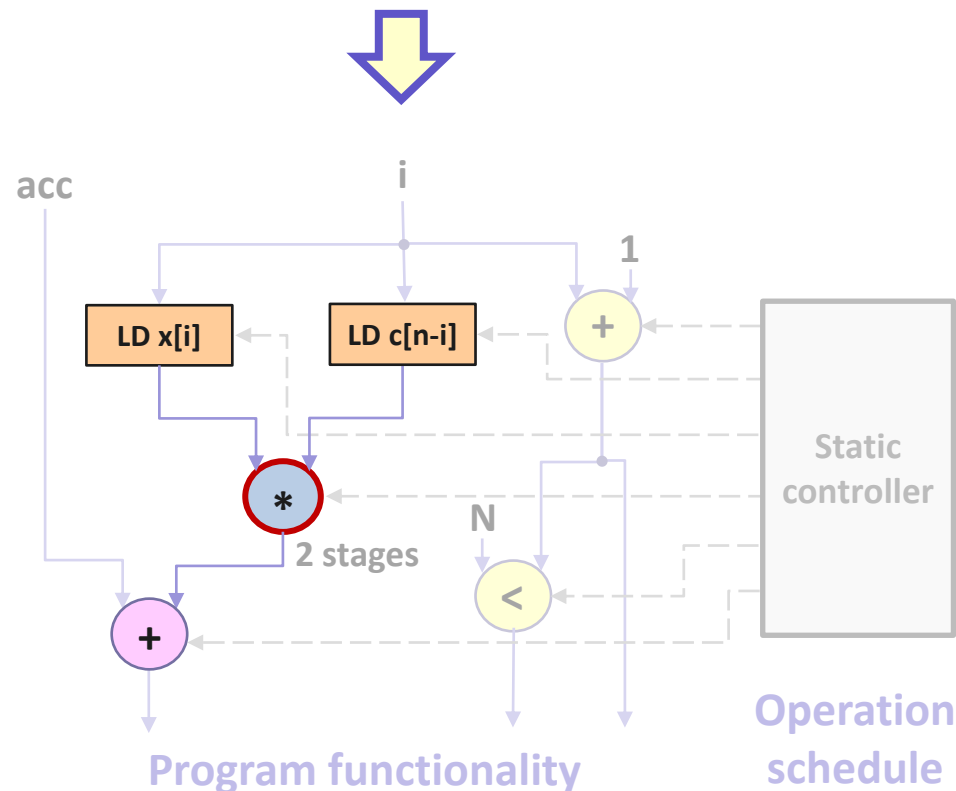 i
acc
1
LD x[i]
LD c[n-i]
+
Static
controller
*
N
2 stages
<
+
Operation
schedule
Program functionality